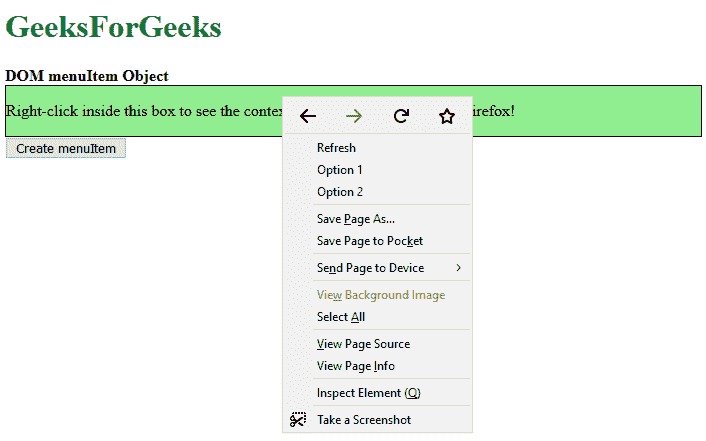 GeeksForGeeks
DOM menuItem Object
Right-click inside this box to see the contex irefox!
Create menuItem
Refresh
Option 1
Option 2
Save Page As...
Save Page to Pocket
Send Page to Device
View Background Image
Select All
View Page Source
View Page Info
Inspect Element (Q)
Take a Screenshot